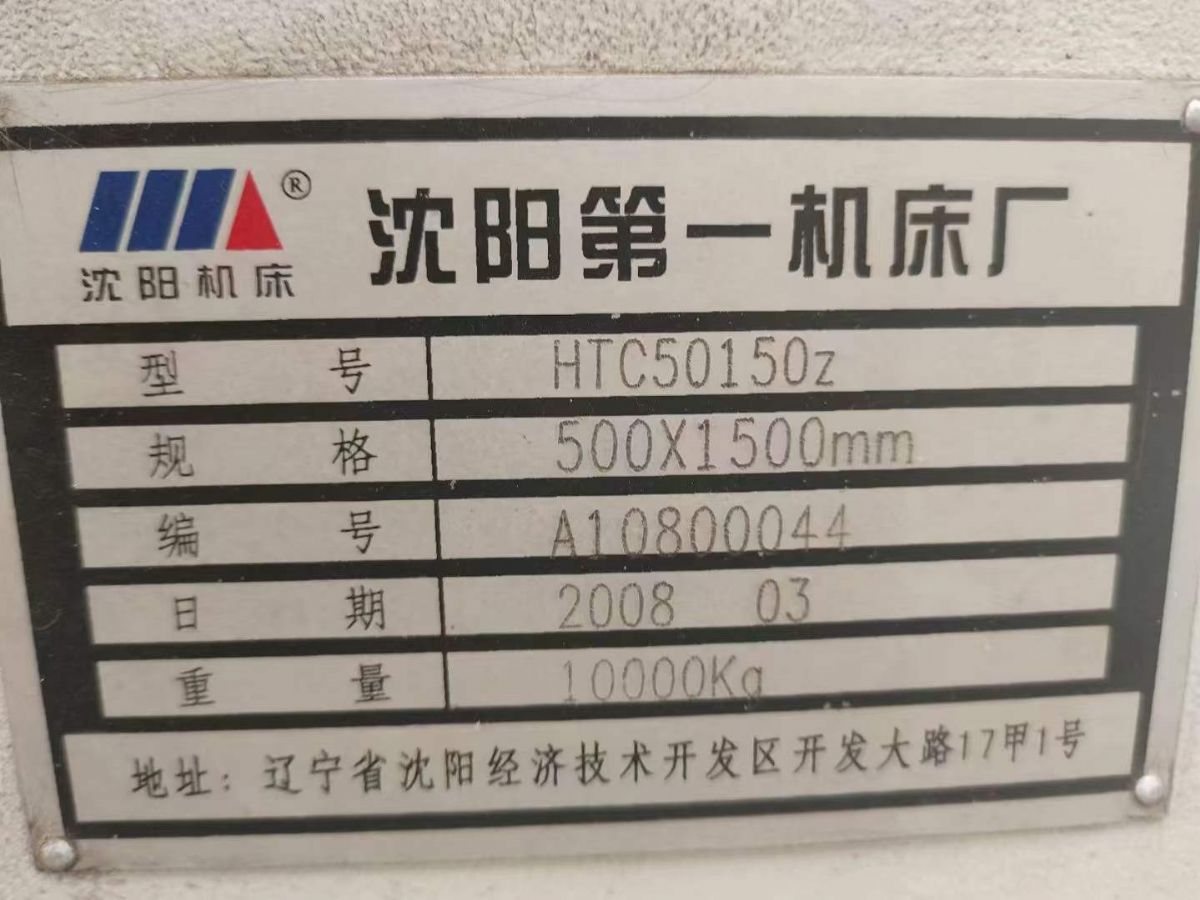 沈阳机床 ® 沈阳第一机床厂
型号 HTC50150z
规格 500X1500mm
编号 A10800044
日期 2008 03
重量 10000Kg
地址：辽宁省沈阳经济技术开发区开发大路17甲1号